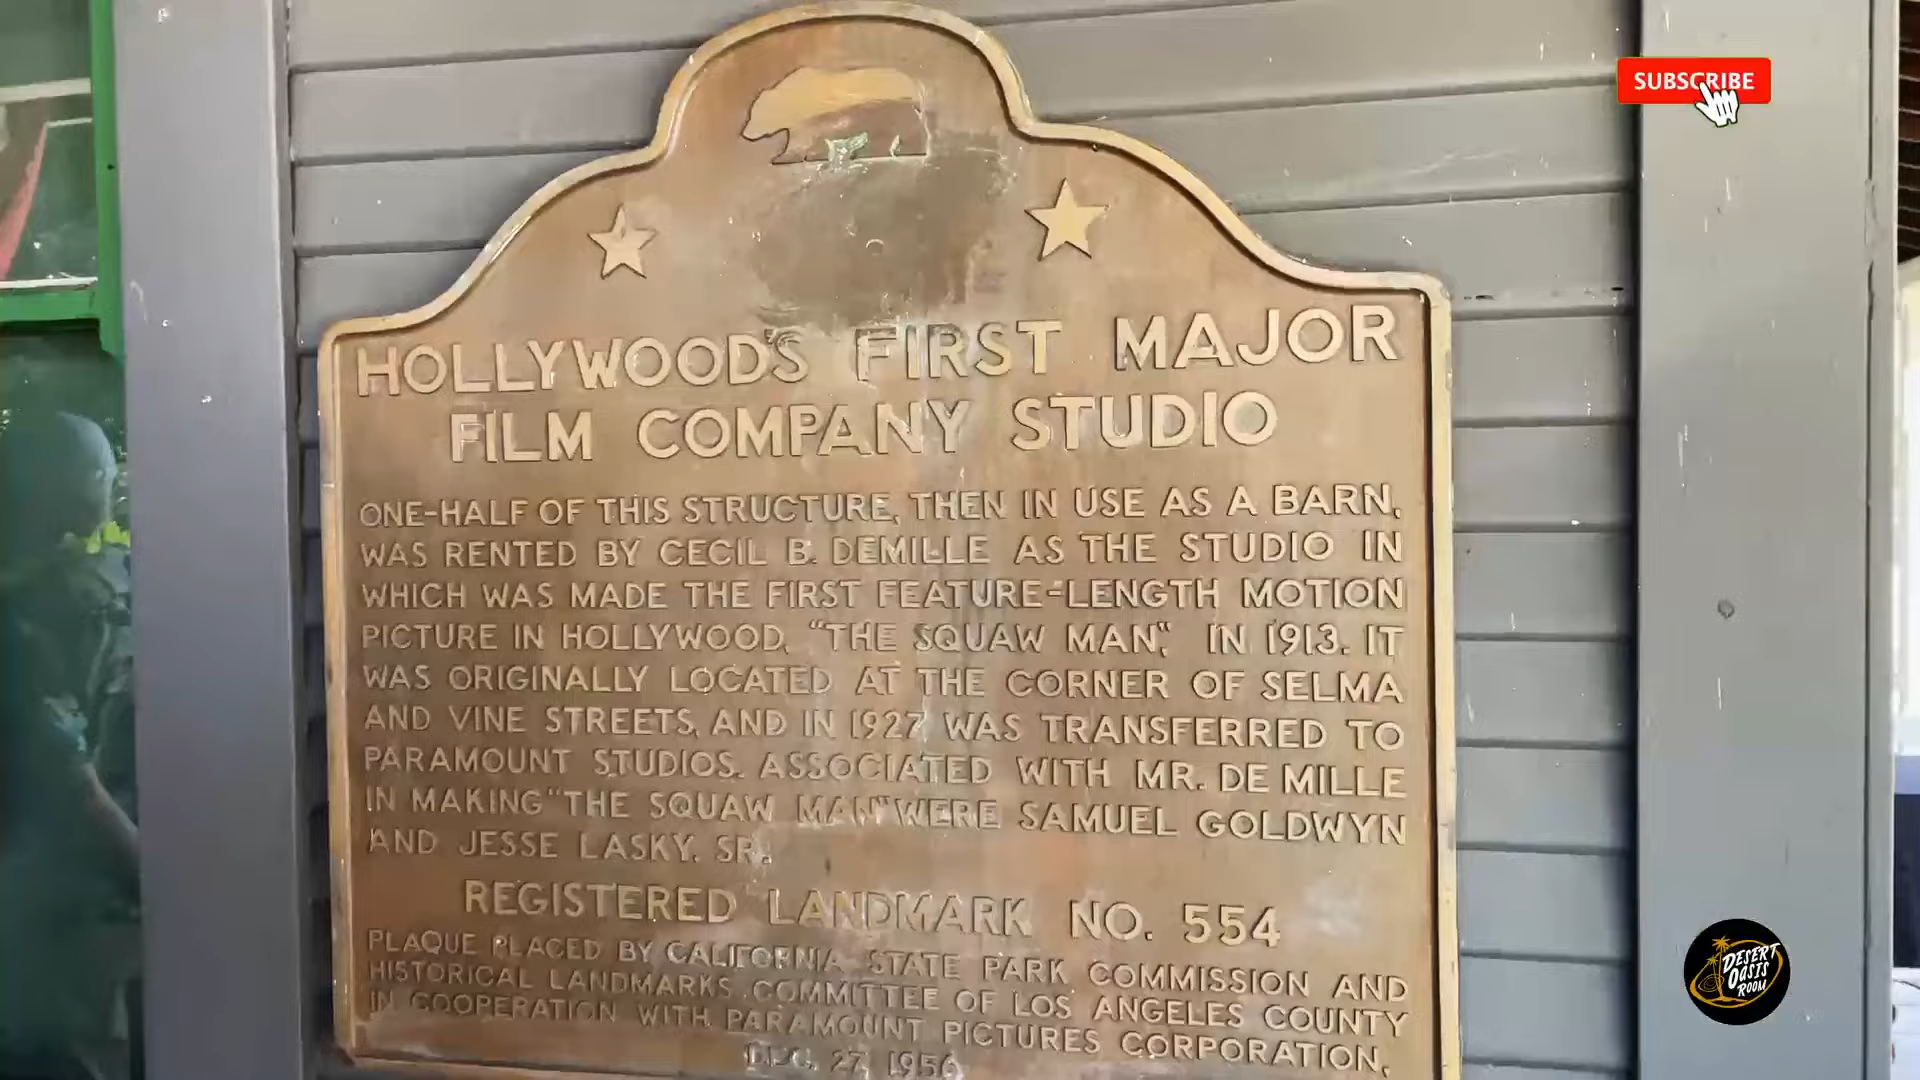 SUBSCRIBE
HOLLYWOOD'S FIRST MAJOR
FILM COMPANY STUDIO
ONE-HALF OF THIS STRUCTURE, THEN IN USE AS A BARN,
WAS RENTED BY CECIL B. DEMILLE AS THE STUDIO IN
WHICH WAS MADE THE FIRST FEATURE-LENGTH MOTION
PICTURE IN HOLLYWOOD, "THE SQUAW MAN," IN 1913. IT
WAS ORIGINALLY LOCATED AT THE CORNER OF SELMA
AND VINE STREETS, AND IN 1927 WAS TRANSFERRED TO
PARAMOUNT STUDIOS. ASSOCIATED WITH MR. DE MILLE
IN MAKING "THE SQUAW MAN" WERE SAMUEL GOLDWYN
AND JESSE LASKY, SR.
REGISTERED LANDMARK NO. 554
PLAQUE PLACED BY CALIFORNIA STATE PARK COMMISSION AND
HISTORICAL LANDMARKS COMMITTEE OF LOS ANGELES COUNTY
IN COOPERATION WITH PARAMOUNT PICTURES CORPORATION,
DEC. 27, 1956
DESERT
OASIS
ROOM